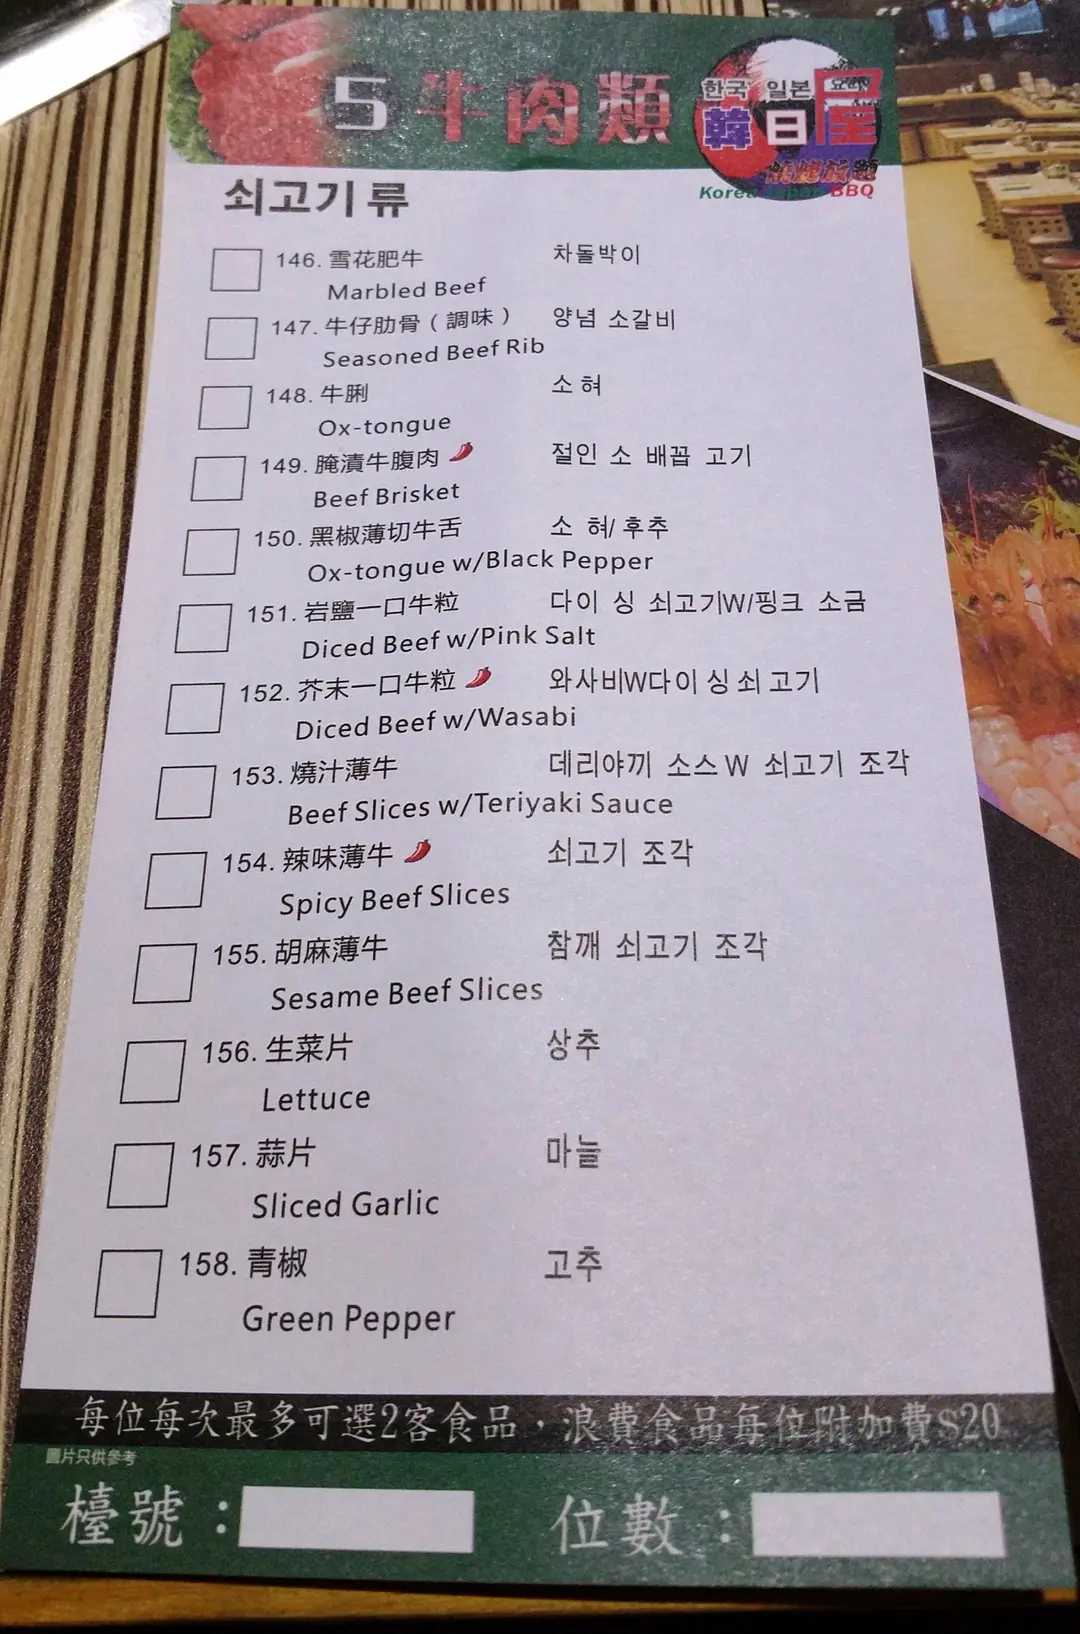 5 牛肉類
한국 일본 요리
韓日屋
燒烤放題
Korea Japan BBQ
쇠고기 류
146. 雪花肥牛 차돌박이
Marbled Beef
147. 牛仔肋骨（調味） 양념 소갈비
Seasoned Beef Rib
148. 牛脷 소 혀
Ox-tongue
149. 腌漬牛腹肉 절인 소 배꼽 고기
Beef Brisket
150. 黑椒薄切牛舌 소 혀/후추
Ox-tongue w/Black Pepper
151. 岩鹽一口牛粒 다이 싱 쇠고기W/핑크 소금
Diced Beef w/Pink Salt
152. 芥末一口牛粒 와사비W다이 싱 쇠 고기
Diced Beef w/Wasabi
153. 燒汁薄牛 데리야끼 소스 W 쇠고기 조각
Beef Slices w/Teriyaki Sauce
154. 辣味薄牛 쇠고기 조각
Spicy Beef Slices
155. 胡麻薄牛 참깨 쇠고기 조각
Sesame Beef Slices
156. 生菜片 상추
Lettuce
157. 蒜片 마늘
Sliced Garlic
158. 青椒 고추
Green Pepper
每位每次最多可選2客食品，浪費食品每位附加費$20
圖片只供參考
檯號： 位數：